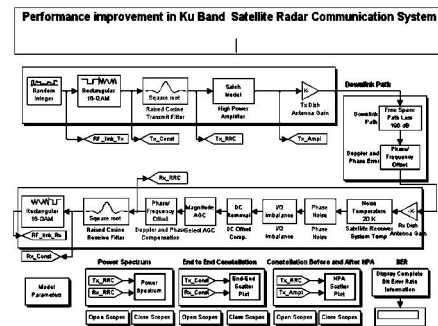 Performance improvement in Ku Band Satellite Radar Communication System
Random
Integer
Rectangular
16-QAM
Square root
Raised Cosine
Transmit Filter
Saleh
Model
High Power
Amplifier
Tx Dish
Antenna Gain
RF_link_Tx
Tx_Const
Tx_RRC
Tx_Ampl
Downlink Path
Downlink
Path
Free Space
Path Loss
190 dB
Doppler and
Phase Error
Phase/
Frequency
Offset
Rx_RRC
Rectangular
16-QAM
Square root
Raised Cosine
Receive Filter
Phase/
Frequency
Offset
Doppler and Phase
Compensation
Magnitude
AGC
Select AGC
DC
Removal
DC Offset
Comp.
I/Q
Imbalance
I/Q
Imbalance
Phase
Noise
Phase
Noise
Noise
Temperature
20 K
Satellite Receiver
System Temp
Rx Dish
Antenna Gain
RF_link_Rx
Rx_Const
Model
Parameters
Power Spectrum
Tx_RRC
Rx_RRC
Power
Spectrum
Open Scopes
Close Scopes
End to End Constellation
Tx_Const
Rx_Const
End-End
Scatter
Plot
Open Scopes
Close Scopes
Constellation Before and After HPA
Tx_RRC
Tx_Ampl
HPA
Scatter
Plot
Open Scopes
Close Scopes
BER
Display Complete
Bit Error Rate
Information